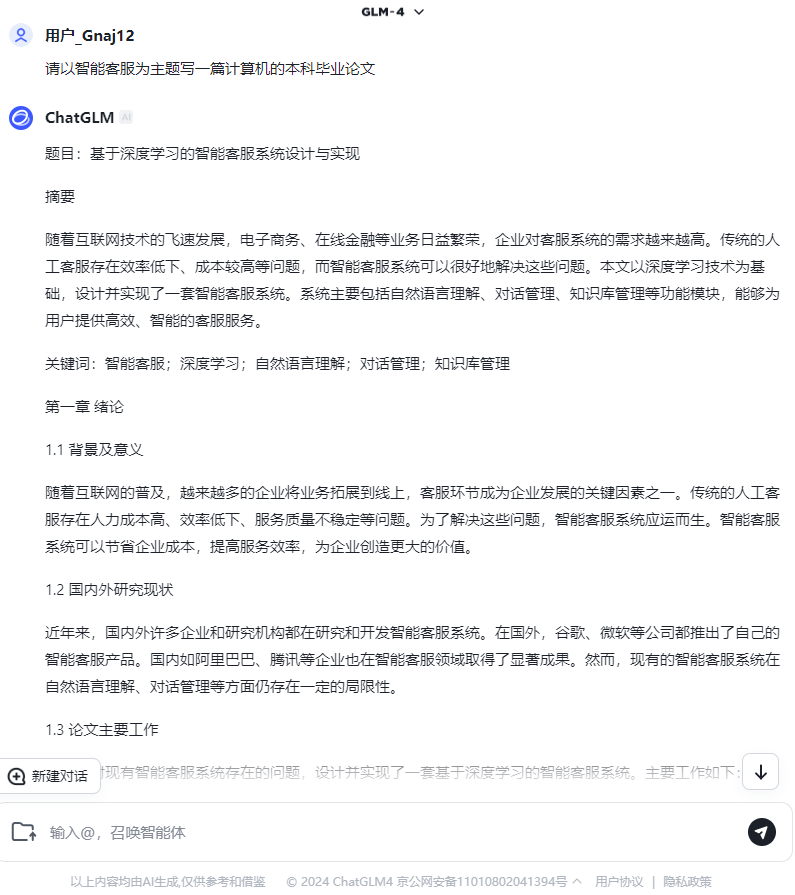 GLM-4
用户_Gnaj12
请以智能客服为主题写一篇计算机的本科毕业论文
ChatGLM AI
题目：基于深度学习的智能客服系统设计与实现
摘要
随着互联网技术的飞速发展，电子商务、在线金融等业务日益繁荣，企业对客服系统的需求越来越高。传统的人
工客服存在效率低下、成本较高等问题，而智能客服系统可以很好地解决这些问题。本文以深度学习技术为基
础，设计并实现了一套智能客服系统。系统主要包括自然语言理解、对话管理、知识库管理等功能模块，能够为
用户提供高效、智能的客服服务。
关键词：智能客服；深度学习；自然语言理解；对话管理；知识库管理
第一章 绪论
1.1 背景及意义
随着互联网的普及，越来越多的企业将业务拓展到线上，客服环节成为企业发展的关键因素之一。传统的人工客
服存在人力成本高、效率低下、服务质量不稳定等问题。为了解决这些问题，智能客服系统应运而生。智能客服
系统可以节省企业成本，提高服务效率，为企业创造更大的价值。
1.2 国内外研究现状
近年来，国内外许多企业和研究机构都在研究和开发智能客服系统。在国外，谷歌、微软等公司都推出了自己的
智能客服产品。国内如阿里巴巴、腾讯等企业也在智能客服领域取得了显著成果。然而，现有的智能客服系统在
自然语言理解、对话管理等方面仍存在一定的局限性。
1.3 论文主要工作
对现有智能客服系统存在的问题，设计并实现了一套基于深度学习的智能客服系统。主要工作如下：
新建对话
输入@，召唤智能体
以上内容均由AI生成,仅供参考和借鉴 © 2024 ChatGLM4 京公网安备11010802041394号 用户协议 | 隐私政策